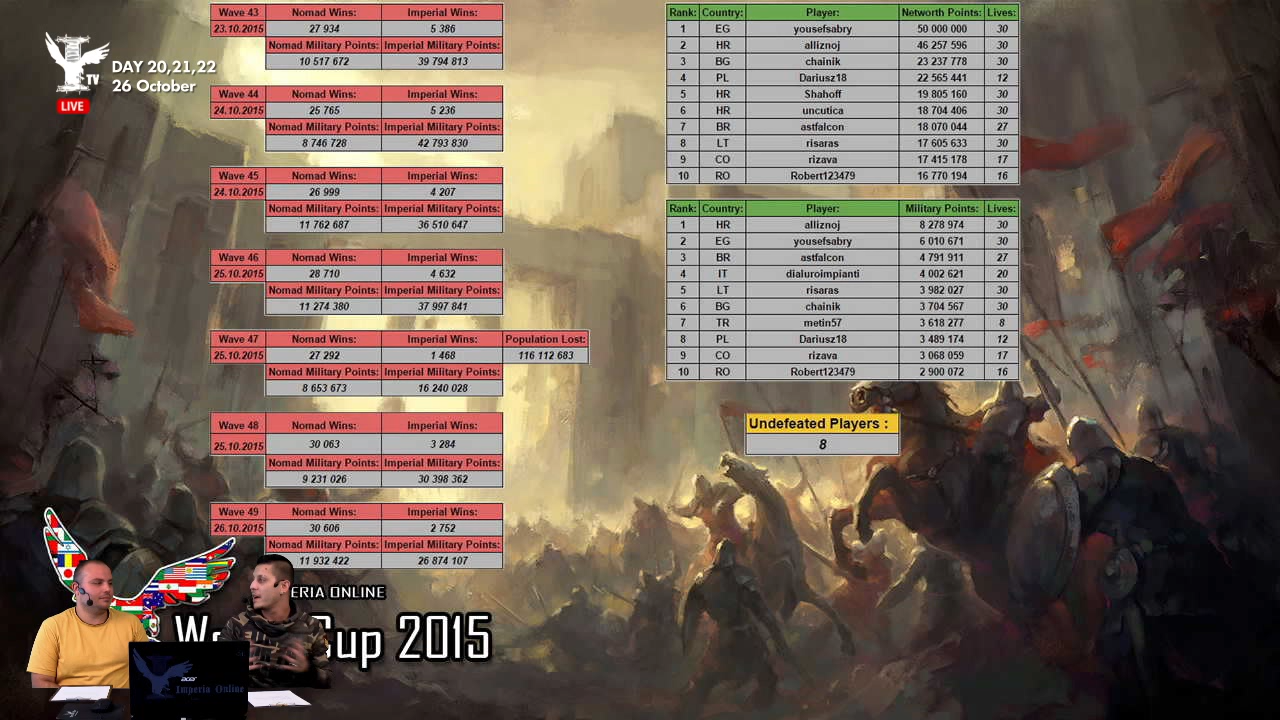 TV
LIVE
DAY 20,21,22
26 October
Wave 43 Nomad Wins: Imperial Wins:
23.10.2015 27 934 5 386
Nomad Military Points: Imperial Military Points:
10 517 672 39 794 813
Wave 44 Nomad Wins: Imperial Wins:
24.10.2015 25 765 5 236
Nomad Military Points: Imperial Military Points:
8 746 728 42 793 830
Wave 45 Nomad Wins: Imperial Wins:
24.10.2015 26 999 4 207
Nomad Military Points: Imperial Military Points:
11 762 687 36 510 647
Wave 46 Nomad Wins: Imperial Wins:
25.10.2015 28 710 4 632
Nomad Military Points: Imperial Military Points:
11 274 380 37 997 841
Wave 47 Nomad Wins: Imperial Wins: Population Lost:
25.10.2015 27 292 1 468 116 112 683
Nomad Military Points: Imperial Military Points:
8 653 673 16 240 028
Wave 48 Nomad Wins: Imperial Wins:
25.10.2015 30 063 3 284
Nomad Military Points: Imperial Military Points:
9 231 026 30 398 362
Wave 49 Nomad Wins: Imperial Wins:
26.10.2015 30 606 2 752
Nomad Military Points: Imperial Military Points:
11 932 422 26 874 107
Rank: Country: Player: Networth Points: Lives:
1 EG yousefsabry 50 000 000 30
2 HR alliznoj 46 257 596 30
3 BG chainik 23 237 778 30
4 PL Dariusz18 22 565 441 12
5 HR Shahoff 19 805 160 30
6 HR uncutica 18 704 406 30
7 BR astfalcon 18 070 044 27
8 LT risaras 17 605 633 30
9 CO rizava 17 415 178 17
10 RO Robert123479 16 770 194 16
Rank: Country: Player: Military Points: Lives:
1 HR alliznoj 8 278 974 30
2 EG yousefsabry 6 010 671 30
3 BR astfalcon 4 791 911 27
4 IT dialuroimpianti 4 002 621 20
5 LT risaras 3 982 027 30
6 BG chainik 3 704 567 30
7 TR metin57 3 618 277 8
8 PL Dariusz18 3 489 174 12
9 CO rizava 3 068 059 17
10 RO Robert123479 2 900 072 16
Undefeated Players :
8
ERIA ONLINE
Cup 2015
acer
Imperia Online